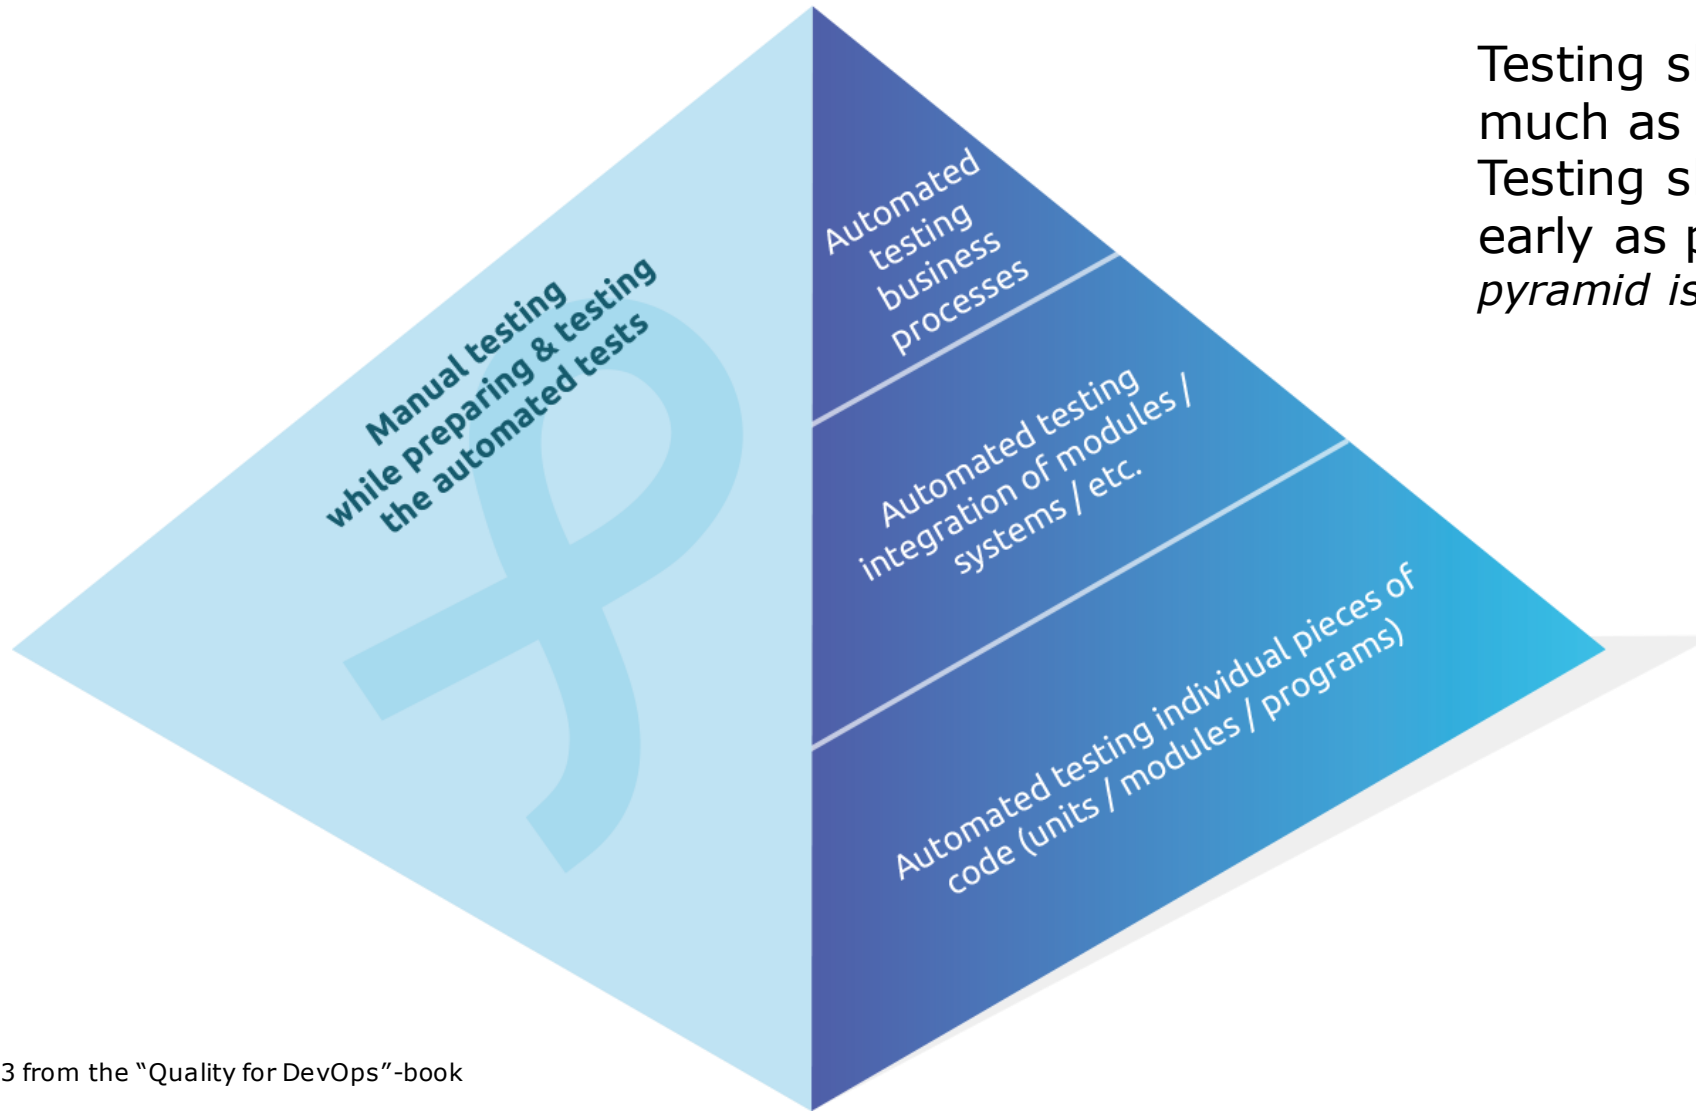 Testing
much as
Testing
early as
pyramid
Automated
testing
business
processes
Manual testing
while preparing & testing
the automated tests
Automated testing
integration of modules /
systems / etc.
Automated testing individual pieces of
code (units / modules / programs)
3 from the “Quality for DevOps”-book